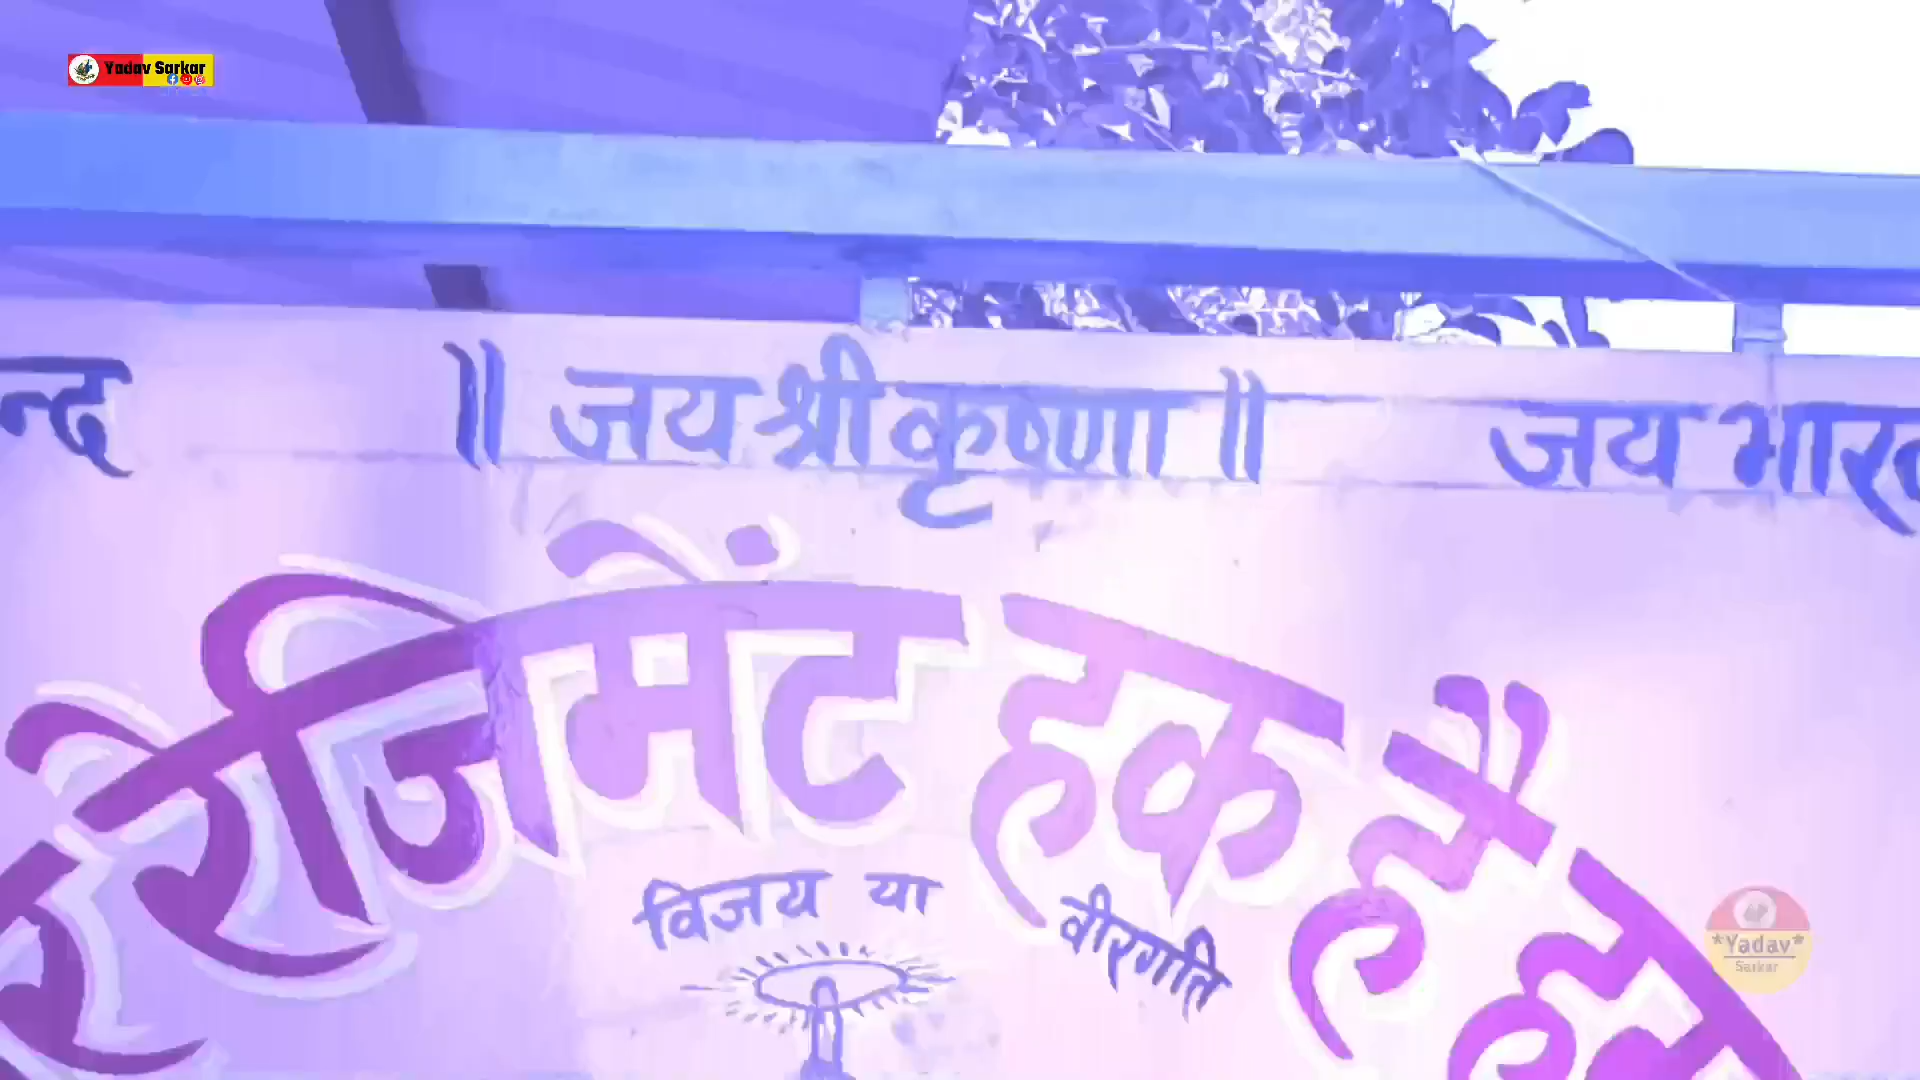 Yadav Sarkar
॥ जय श्री कृष्णा ॥
जय
रेजिमेंट हक है
विजय या वीरगति
*Yadav*
Sarkar